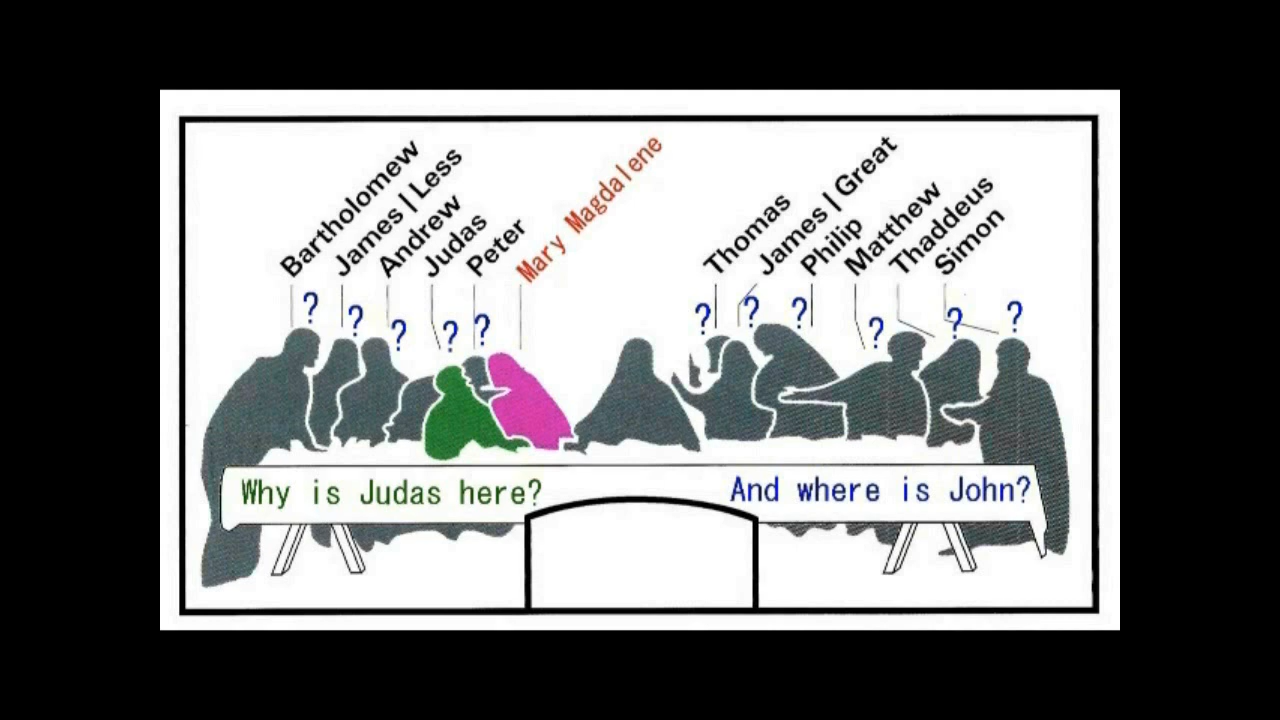 Bartholomew
James | Less
Andrew
Judas
Peter
Mary Magdalene
Thomas
James | Great
Philip
Matthew
Thaddeus
Simon
? ? ? ? ? ? ? ? ? ? ?
Why is Judas here?
And where is John?